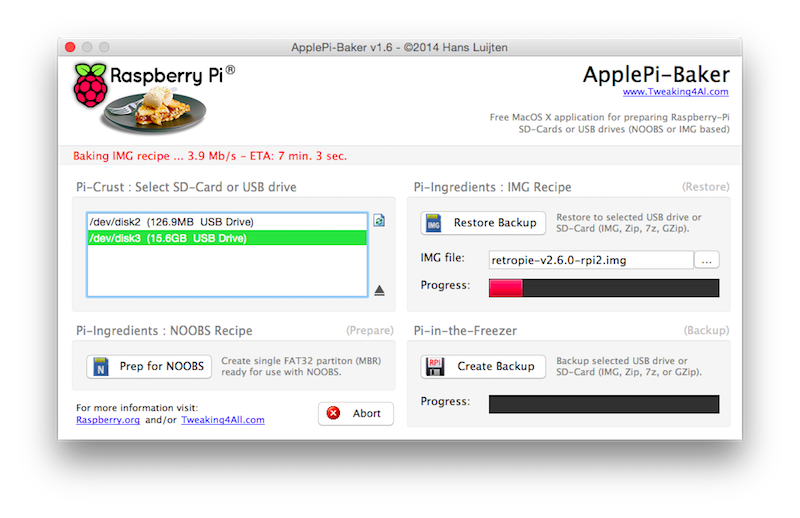 ApplePi-Baker v1.6 - ©2014 Hans Luijten
Raspberry Pi®
ApplePi-Baker
www.Tweaking4Al.com
Free MacOS X application for preparing Raspberry-Pi
SD-Cards or USB drives (NOOBS or IMG based)
Baking IMG recipe ... 3.9 Mb/s - ETA: 7 min. 3 sec.
Pi-Crust : Select SD-Card or USB drive
/dev/disk2 (126.9MB USB Drive)
/dev/disk3 (15.6GB USB Drive)
Pi-Ingredients : IMG Recipe
(Restore)
IMG
Restore Backup
Restore to selected USB drive or
SD-Card (IMG, Zip, 7z, GZip).
IMG file:
retropie-v2.6.0-rpi2.img
...
Progress:
Pi-Ingredients : NOOBS Recipe
(Prepare)
N
Prep for NOOBS
Create single FAT32 partiton (MBR)
ready for use with NOOBS.
Pi-in-the-Freezer
(Backup)
RPi
Create Backup
Backup selected USB drive or
SD-Card (IMG, Zip, 7z, or GZip).
Progress:
For more information visit:
Raspberry.org and/or Tweaking4All.com
Abort